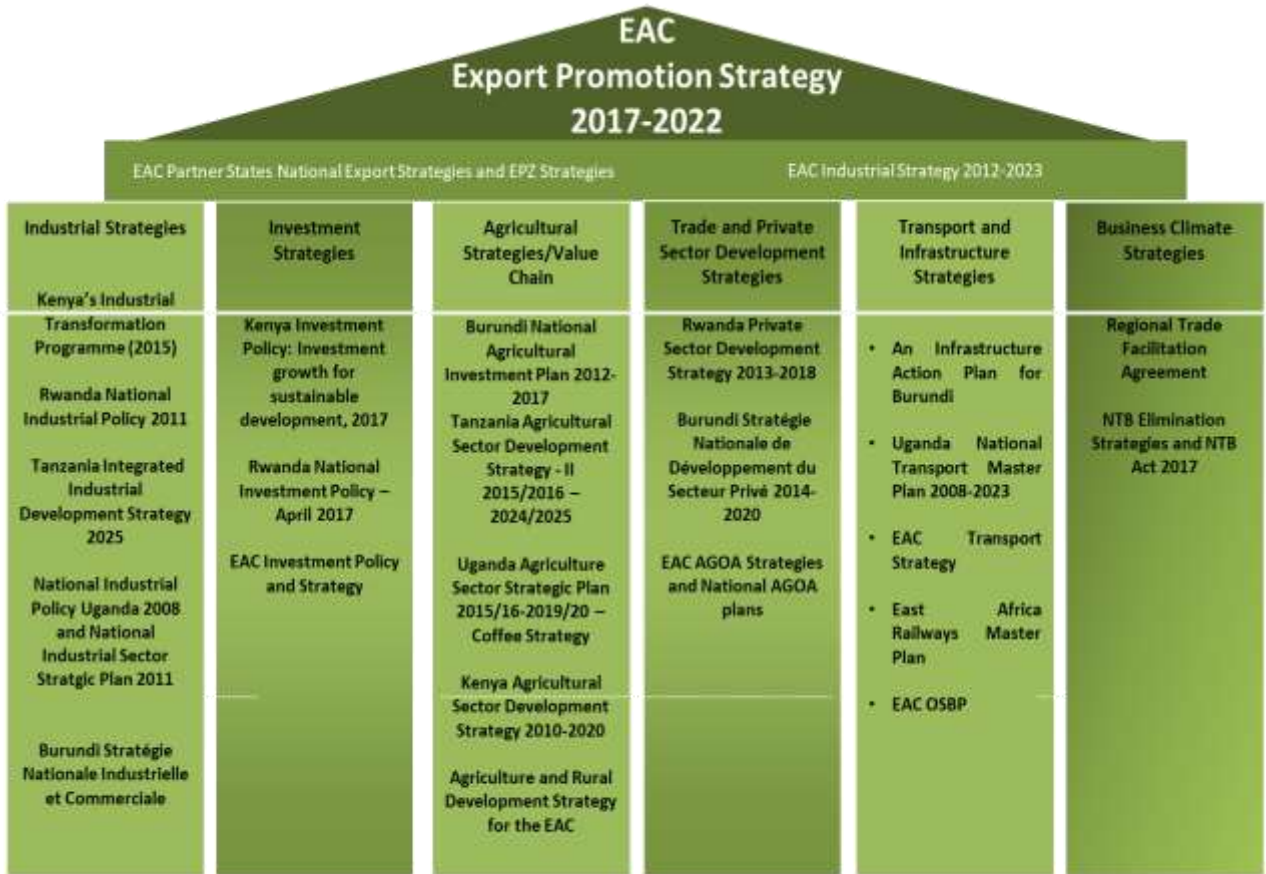 EAC
Export Promotion Strategy
2017-2022
EAC Partner States National Export Strategies and EPZ Strategies
EAC Industrial Strategy 2012-2023
Industrial Strategies
Kenya's Industrial
Transformation
Programme (2015)
Rwanda National
Industrial Policy 2011
Tanzania Integrated
Industrial
Development Strategy
2025
National Industrial
Policy Uganda 2008
and National
Industrial Sector
Stratgic Plan 2011
Burundi Stratégie
Nationale Industrielle
et Commerciale
Investment
Strategies
Kenya Investment
Policy: Investment
growth for
sustainable
development, 2017
Rwanda National
Investment Policy –
April 2017
EAC Investment Policy
and Strategy
Agricultural
Strategies/Value
Chain
Burundi National
Agricultural
Investment Plan 2012-
2017
Tanzania Agricultural
Sector Development
Strategy - II
2015/2016 –
2024/2025
Uganda Agriculture
Sector Strategic Plan
2015/16-2019/20 –
Coffee Strategy
Kenya Agricultural
Sector Development
Strategy 2010-2020
Agriculture and Rural
Development Strategy
for the EAC
Trade and Private
Sector Development
Strategies
Rwanda Private
Sector Development
Strategy 2013-2018
Burundi Stratégie
Nationale de
Développement du
Secteur Privé 2014-
2020
EAC AGOA Strategies
and National AGOA
plans
Transport and
Infrastructure
Strategies
• An Infrastructure
Action Plan for
Burundi
• Uganda National
Transport Master
Plan 2008-2023
• EAC Transport
Strategy
• East Africa
Railways Master
Plan
• EAC OSBP
Business Climate
Strategies
Regional Trade
Facilitation
Agreement
NTB Elimination
Strategies and NTB
Act 2017